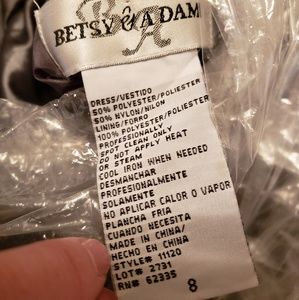 BETSY & ADAM
DRESS/VESTIDO
50% POLYESTER/POLIESTER
50% NYLON/NILON
LINING/FORRO
100% POLYESTER/POLIESTER
PROFESSIONALLY
SPOT CLEAN ONLY
DO NOT APPLY HEAT
OR STEAM
COOL IRON WHEN NEEDED
DESMANCHAR
PROFESIONALMENTE
SOLAMENTE
NO APLICAR CALOR O VAPOR
PLANCHA FRIA
CUANDO NECESITA
MADE IN CHINA/
HECHO EN CHINA
STYLE# 11120
LOT# 2731
RN# 62335
8